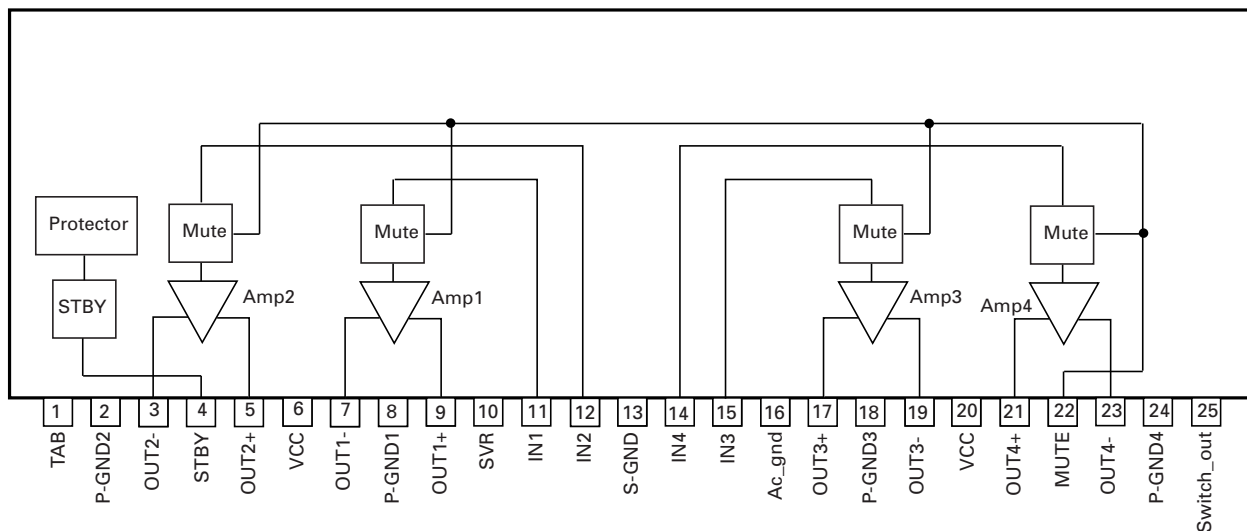 Protector
STBY
Mute
Amp2
Mute
Amp1
Mute
Amp3
Mute
Amp4
1 2 3 4 5 6 7 8 9 10 11 12 13 14 15 16 17 18 19 20 21 22 23 24 25
TAB
P-GND2
OUT2-
STBY
OUT2+
VCC
OUT1-
P-GND1
OUT1+
SVR
IN1
IN2
S-GND
IN4
IN3
Ac_gnd
OUT3+
P-GND3
OUT3-
VCC
OUT4+
MUTE
OUT4-
P-GND4
Switch_out